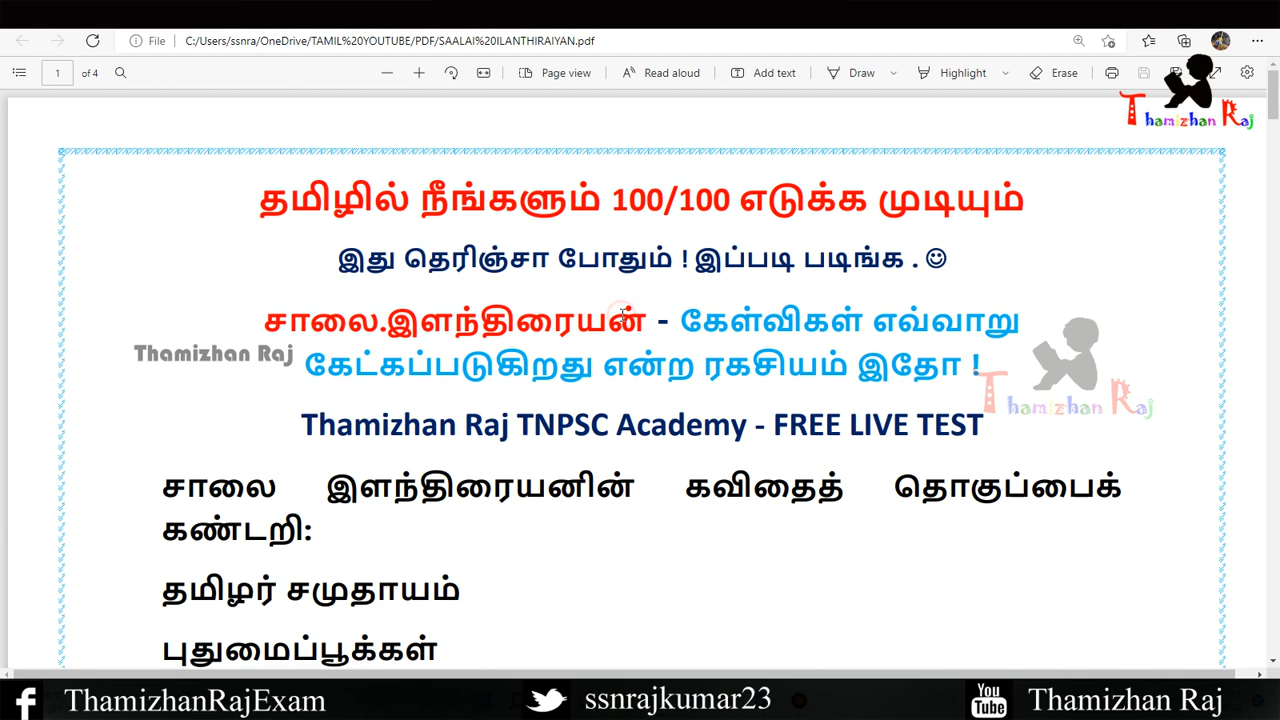 File C:/Users/ssnra/OneDrive/TAMIL%20YOUTUBE/PDF/SAALAI%20ILANTHIRAIYAN.pdf
1 of 4 Page view Read aloud Add text Draw Highlight Erase
Thamizhan Raj
தமிழில் நீங்களும் 100/100 எடுக்க முடியும்
இது தெரிஞ்சா போதும் ! இப்படி படிங்க . ☺
சாலை.இளந்திரையன் - கேள்விகள் எவ்வாறு
Thamizhan Raj
கேட்கப்படுகிறது என்ற ரகசியம் இதோ !
Thamizhan Raj
Thamizhan Raj TNPSC Academy - FREE LIVE TEST
சாலை இளந்திரையனின் கவிதைத் தொகுப்பைக்
கண்டறி:
தமிழர் சமுதாயம்
புதுமைப்பூக்கள்
ThamizhanRajExam ssnrajkumar23 You Tube Thamizhan Raj